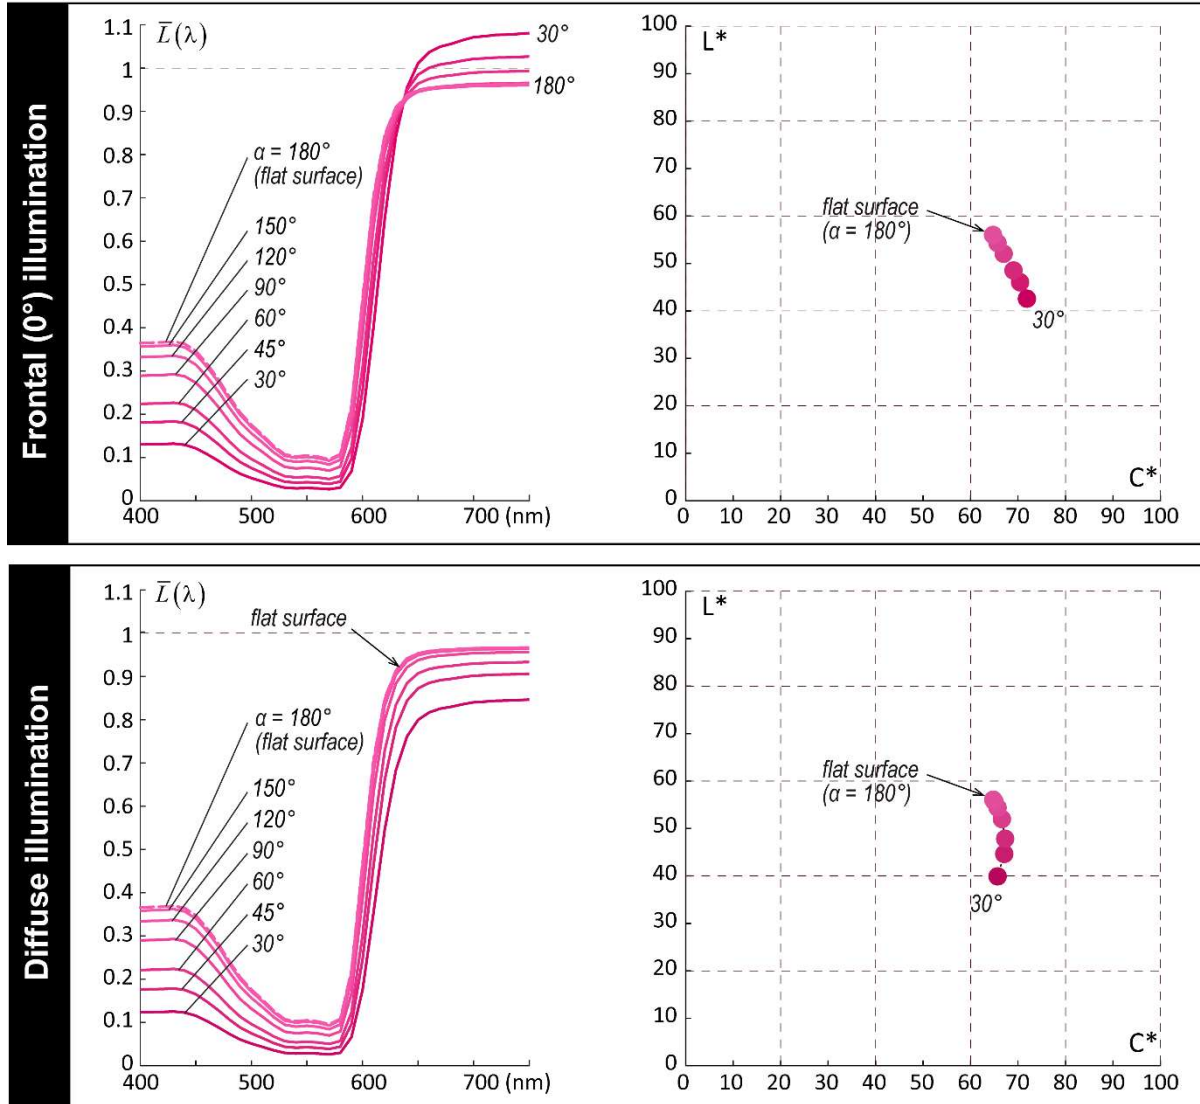 Frontal (0°) illumination
L̅(λ)
1.1
1
0.9
0.8
0.7
0.6
0.5
0.4
0.3
0.2
0.1
0
30°
180°
α = 180°
(flat surface)
150°
120°
90°
60°
45°
30°
400 500 600 700 (nm)
L*
100
90
80
70
60
50
40
30
20
10
0
flat surface
(α = 180°)
30°
C*
0 10 20 30 40 50 60 70 80 90 100
Diffuse illumination
L̅(λ)
1.1
1
0.9
0.8
0.7
0.6
0.5
0.4
0.3
0.2
0.1
0
flat surface
α = 180°
(flat surface)
150°
120°
90°
60°
45°
30°
400 500 600 700 (nm)
L*
100
90
80
70
60
50
40
30
20
10
0
flat surface
(α = 180°)
30°
C*
0 10 20 30 40 50 60 70 80 90 100